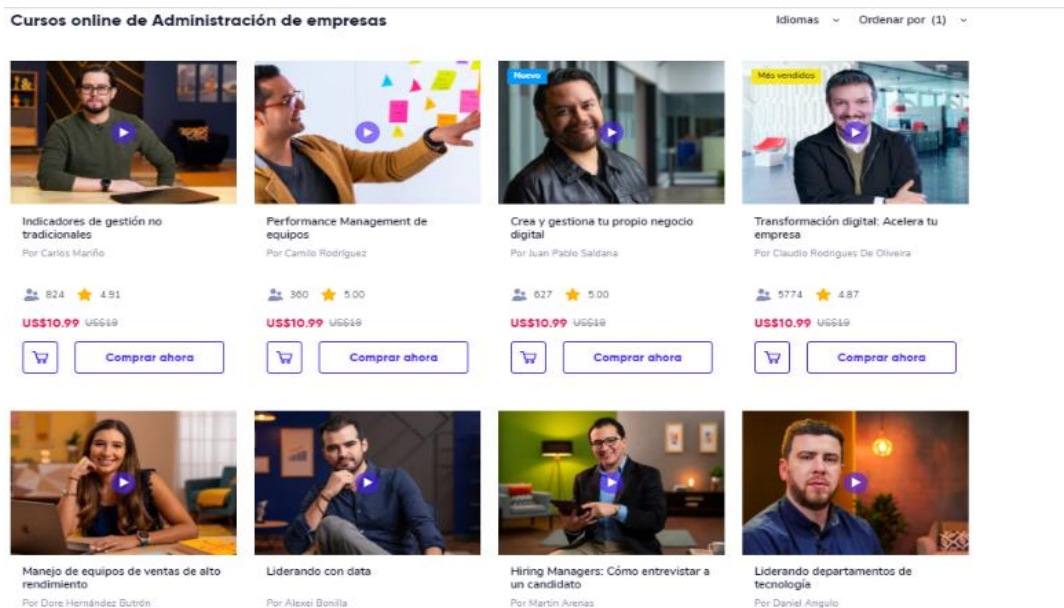 Cursos online de Administración de empresas
Idiomas
Ordenar por (1)
Nuevo
Más vendidos
Indicadores de gestión no
tradicionales
Por Carlos Mariño
824 4.91
US$10.99 US$19
Comprar ahora
Performance Management de
equipos
Por Camilo Rodríguez
360 5.00
US$10.99 US$19
Comprar ahora
Crea y gestiona tu propio negocio
digital
Por Juan Pablo Saldana
627 5.00
US$10.99 US$19
Comprar ahora
Transformación digital: Acelera tu
empresa
Por Claudio Rodrigues De Oliveira
5774 4.87
US$10.99 US$19
Comprar ahora
Manejo de equipos de ventas de alto
rendimiento
Por Dore Hernández Butrón
Liderando con data
Por Alexei Bonilla
Hiring Managers: Cómo entrevistar a
un candidato
Por Martin Arenas
Liderando departamentos de
tecnología
Por Daniel Angulo